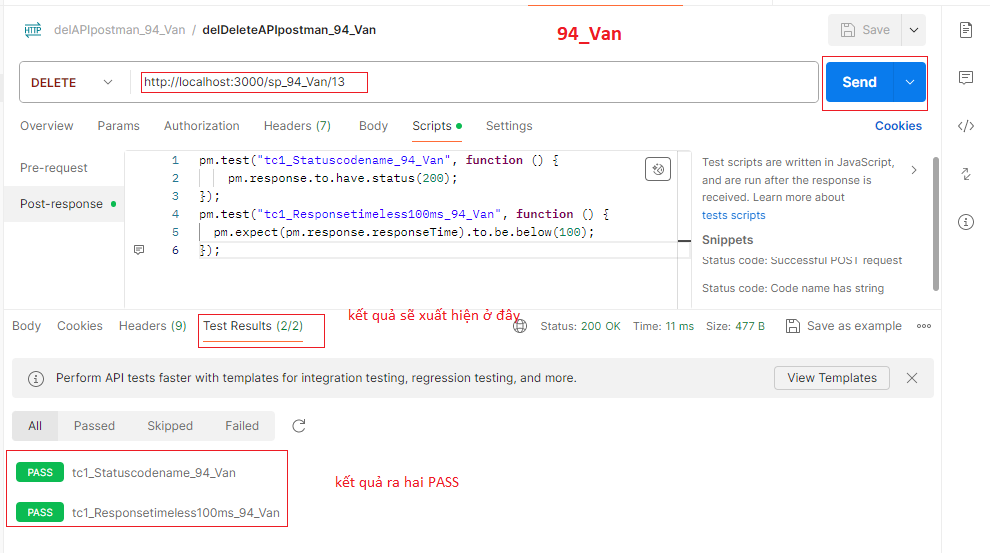 HTTP delAPIpostman_94_Van / delDeleteAPIpostman_94_Van
94_Van
Save
DELETE http://localhost:3000/sp_94_Van/13
Send
Overview Params Authorization Headers (7) Body Scripts Settings Cookies
Pre-request
Post-response
1 pm.test("tc1_Statuscodename_94_Van", function () {
2 pm.response.to.have.status(200);
3 });
4 pm.test("tc1_Responsetimeless100ms_94_Van", function () {
5 pm.expect(pm.response.responseTime).to.be.below(100);
6 });
Test scripts are written in JavaScript,
and are run after the response is
received. Learn more about
tests scripts
Snippets
Status code: Successful POST request
Status code: Code name has string
kết quả sẽ xuất hiện ở đây
Body Cookies Headers (9) Test Results (2/2) Status: 200 OK Time: 11 ms Size: 477 B Save as example
Perform API tests faster with templates for integration testing, regression testing, and more. View Templates
All Passed Skipped Failed
PASS tc1_Statuscodename_94_Van
kết quả ra hai PASS
PASS tc1_Responsetimeless100ms_94_Van